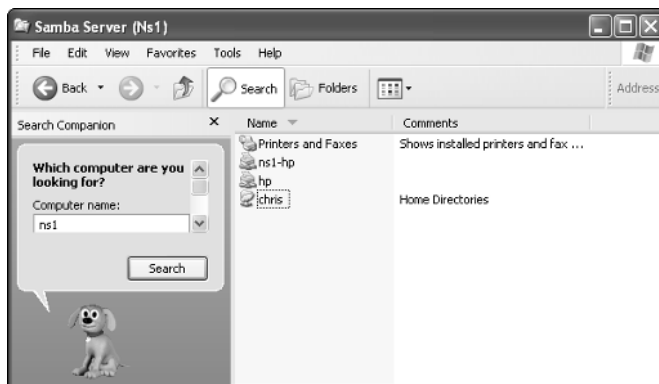 Samba Server (Ns1)
File Edit View Favorites Tools Help
Back Search Folders Address
Search Companion
Name Comments
Which computer are you
looking for?
Computer name:
ns1
Search
Printers and Faxes Shows installed printers and fax ...
ns1-hp
hp
chris Home Directories